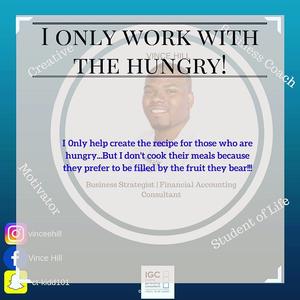 I ONLY WORK WITH
THE HUNGRY!
VINCE HILL
Creative
Business Coach
I 0nly help create the recipe for those who are
hungry...But I don't cook their meals because
they prefer to be filled by the fruit they bear!!!
Business Strategist | Financial Accounting
Consultant
Motivator
Student of Life
vinceehill
Vince Hill
ct-kidd101
IGC